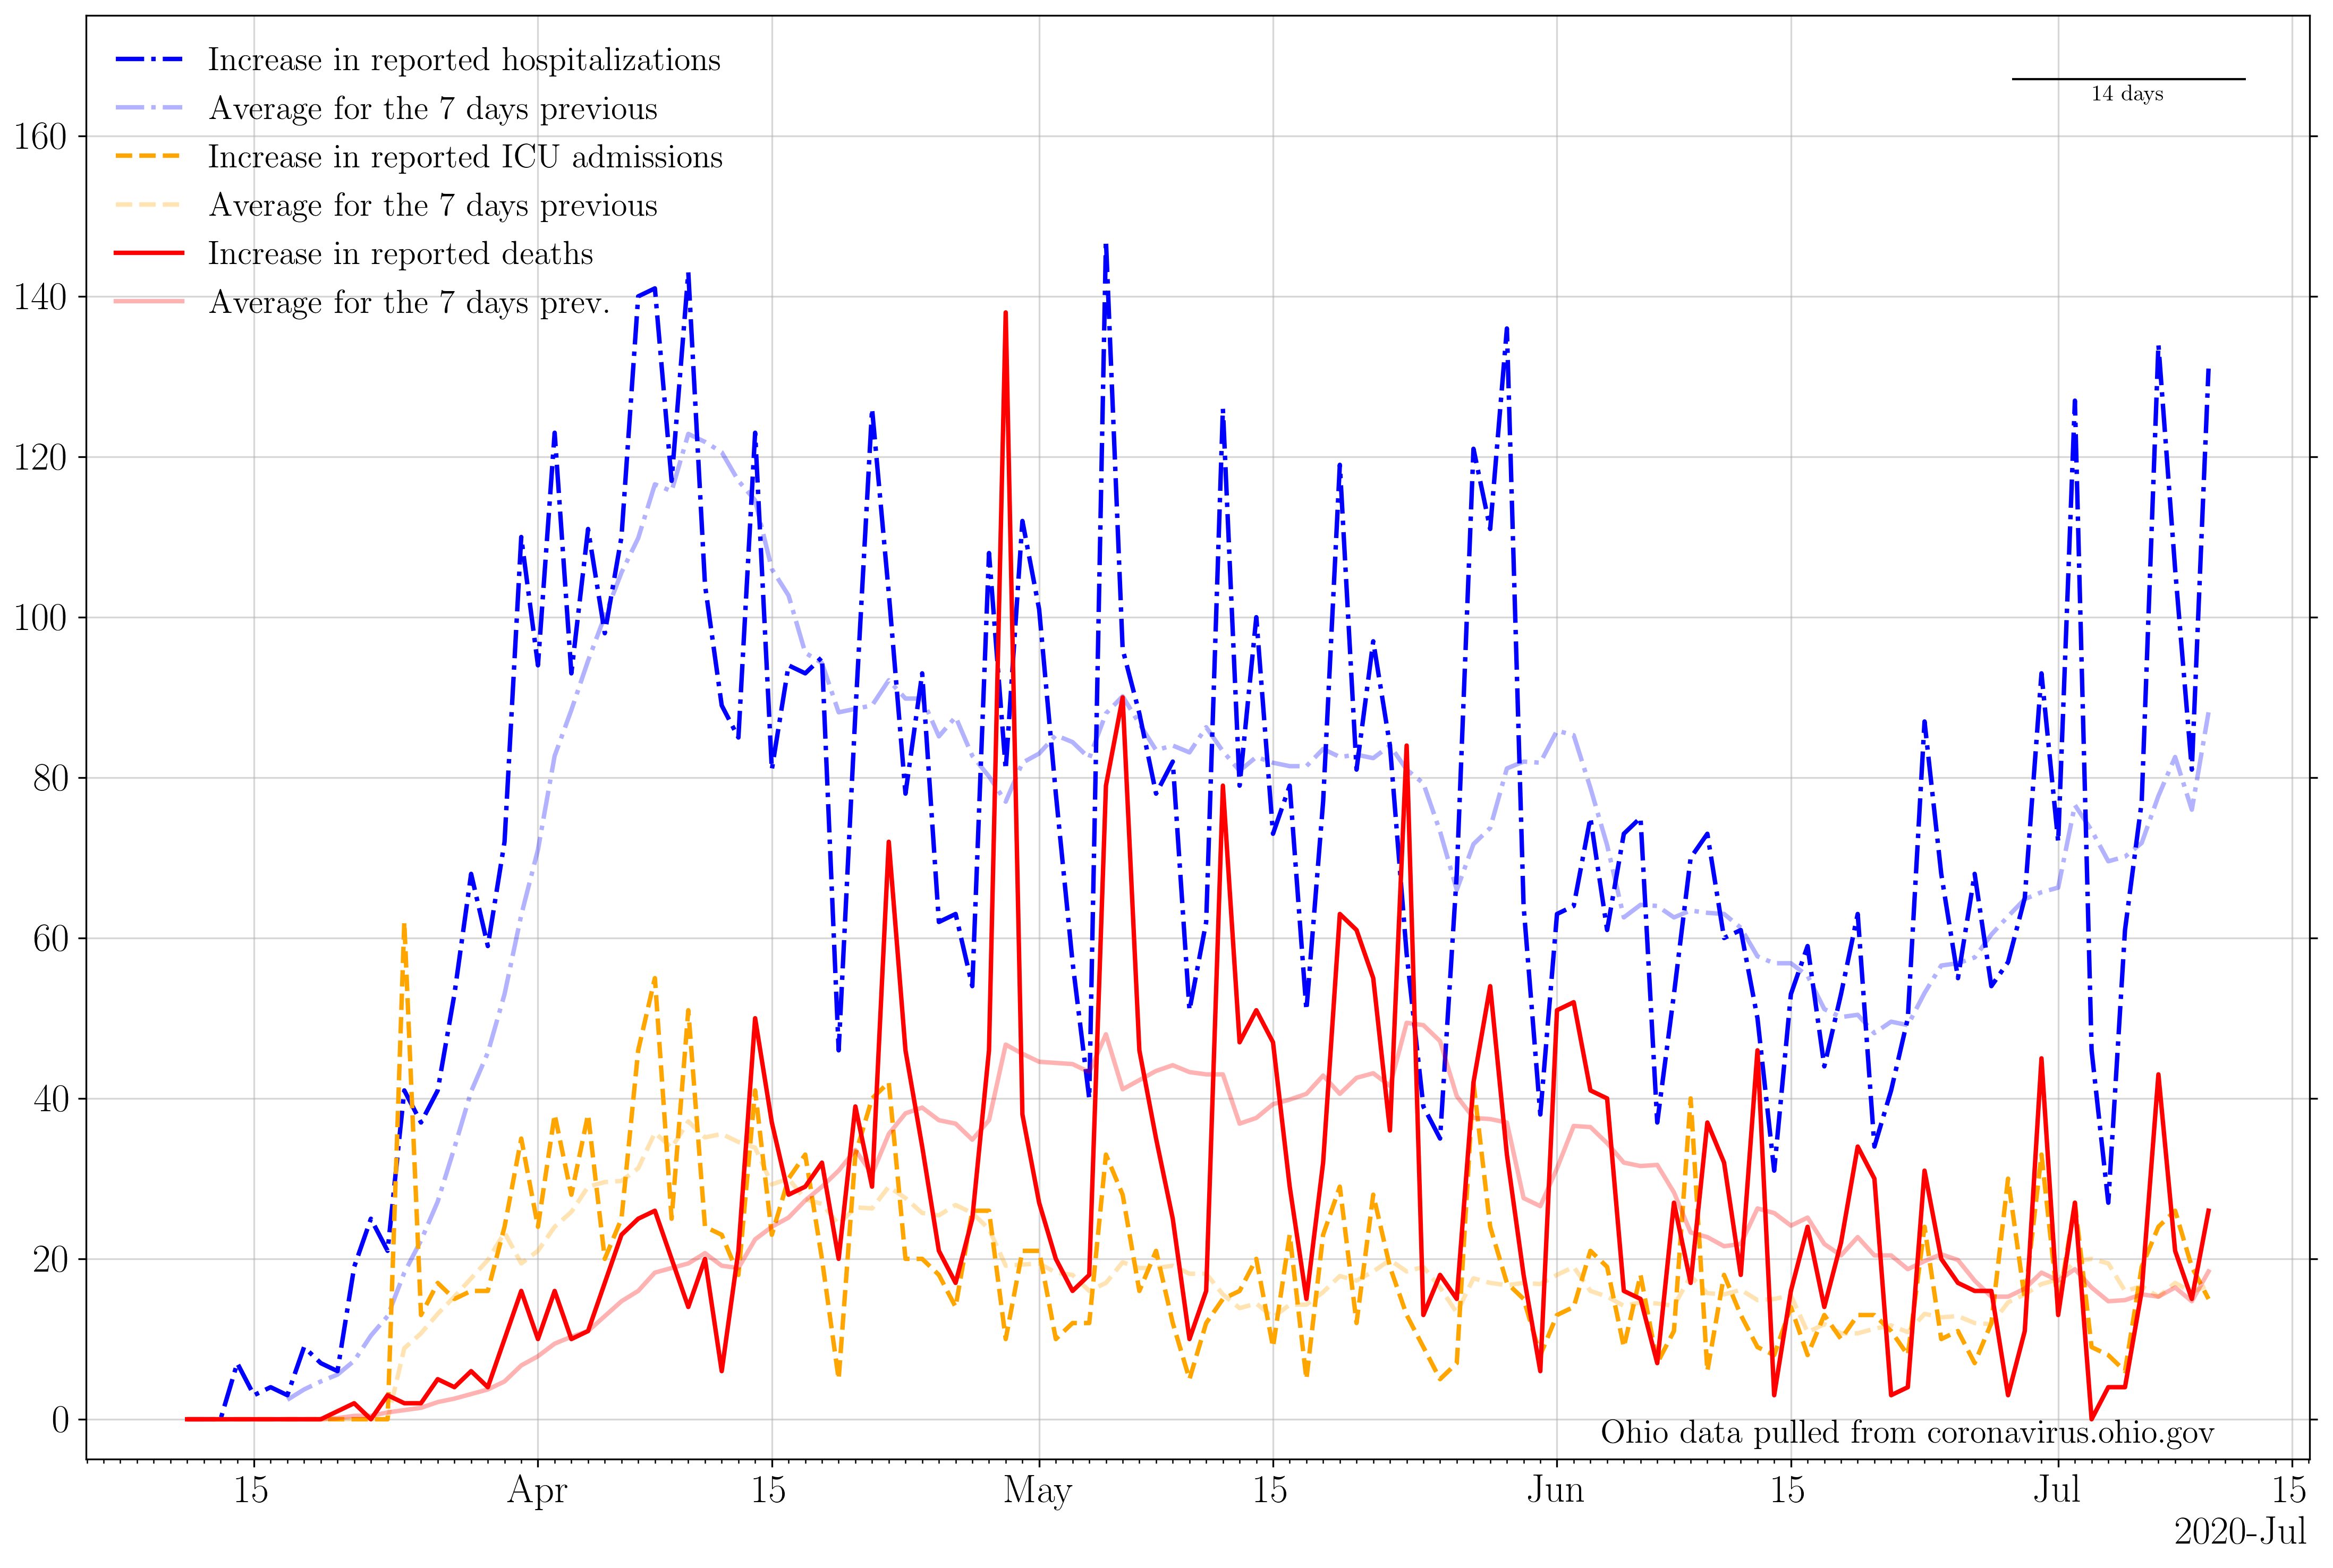 Increase in reported hospitalizations
Average for the 7 days previous
Increase in reported ICU admissions
Average for the 7 days previous
Increase in reported deaths
Average for the 7 days prev.
14 days
160
140
120
100
80
60
40
20
0
Ohio data pulled from coronavirus.ohio.gov
15 Apr 15 May 15 Jun 15 Jul 15
2020-Jul